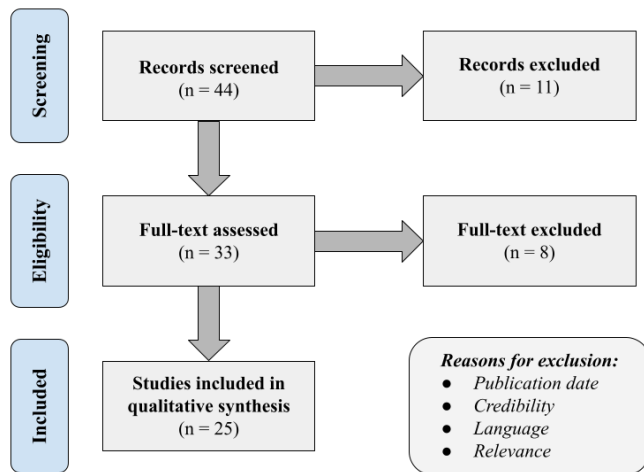 Screening
Records screened
(n = 44)
Records excluded
(n = 11)
Eligibility
Full-text assessed
(n = 33)
Full-text excluded
(n = 8)
Included
Studies included in
qualitative synthesis
(n = 25)
Reasons for exclusion:
● Publication date
● Credibility
● Language
● Relevance